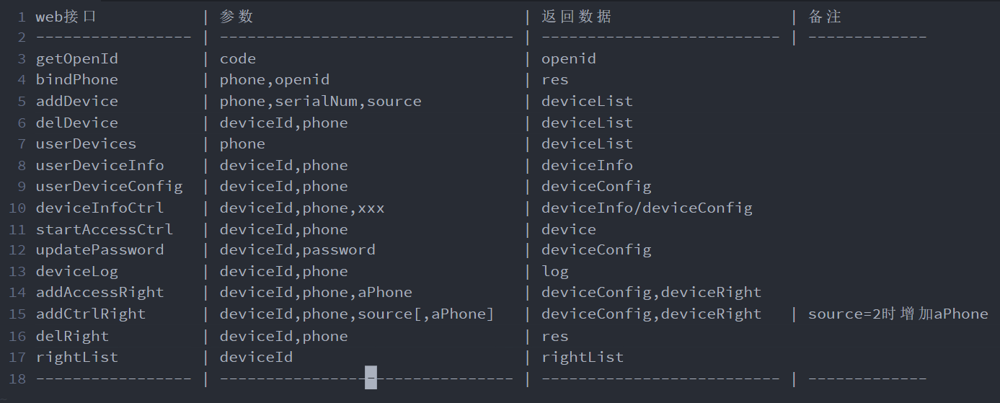 1 web接口 | 参数 | 返回数据 | 备注
2 ----------------- | -------------------------------- | -------------------------- | -------------
3 getOpenId | code | openid
4 bindPhone | phone,openid | res
5 addDevice | phone,serialNum,source | deviceList
6 delDevice | deviceId,phone | deviceList
7 userDevices | phone | deviceList
8 userDeviceInfo | deviceId,phone | deviceInfo
9 userDeviceConfig | deviceId,phone | deviceConfig
10 deviceInfoCtrl | deviceId,phone,xxx | deviceInfo/deviceConfig
11 startAccessCtrl | deviceId,phone | device
12 updatePassword | deviceId,password | deviceConfig
13 deviceLog | deviceId,phone | log
14 addAccessRight | deviceId,phone,aPhone | deviceConfig,deviceRight
15 addCtrlRight | deviceId,phone,source[,aPhone] | deviceConfig,deviceRight | source=2时增加aPhone
16 delRight | deviceId,phone | res
17 rightList | deviceId | rightList
18 ----------------- | -------------------------------- | -------------------------- | -------------
~